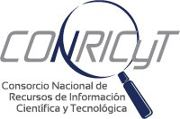 CONRICyT
Consorcio Nacional de
Recursos de Información
Científica y Tecnológica